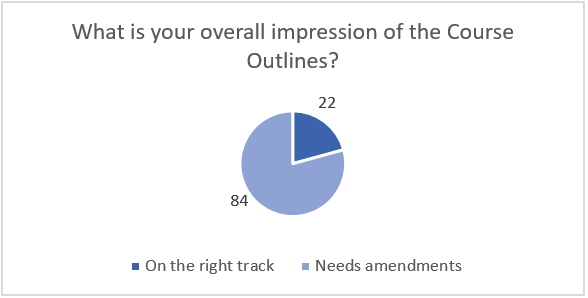 What is your overall impression of the Course
Outlines?
22
84
On the right track
Needs amendments